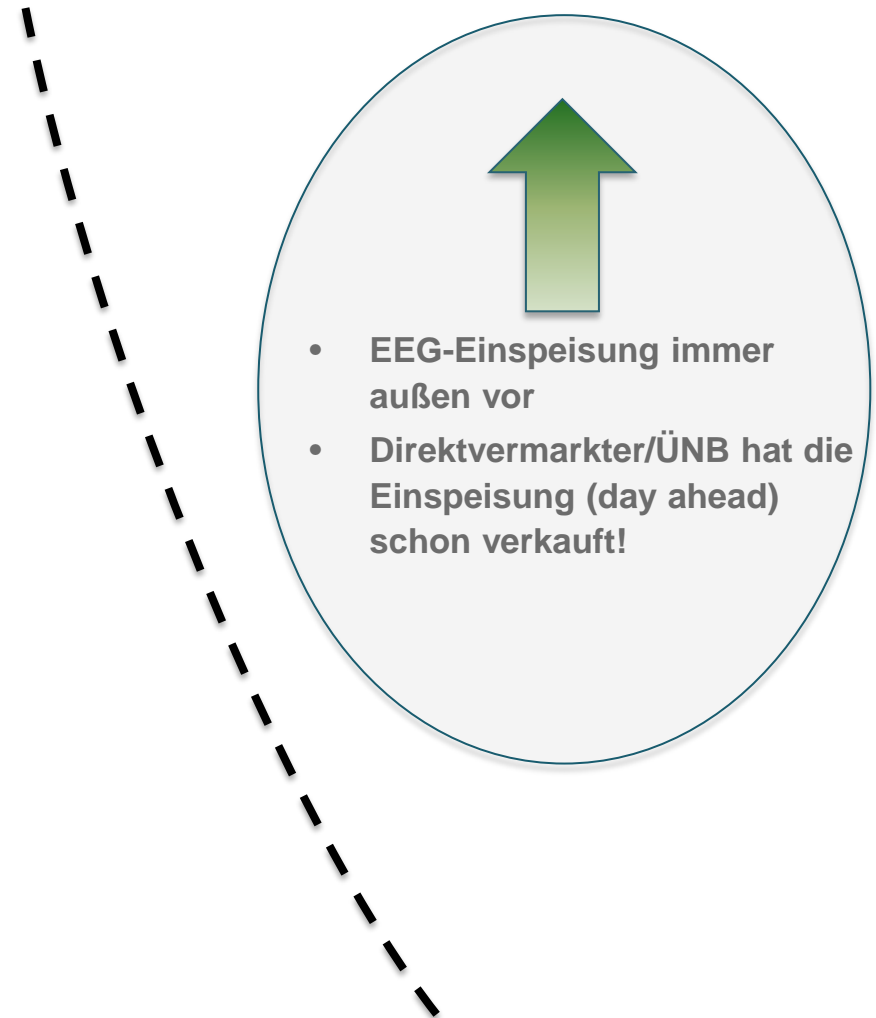 • EEG-Einspeisung immer
außen vor
• Direktvermarkter/ÜNB hat die
Einspeisung (day ahead)
schon verkauft!